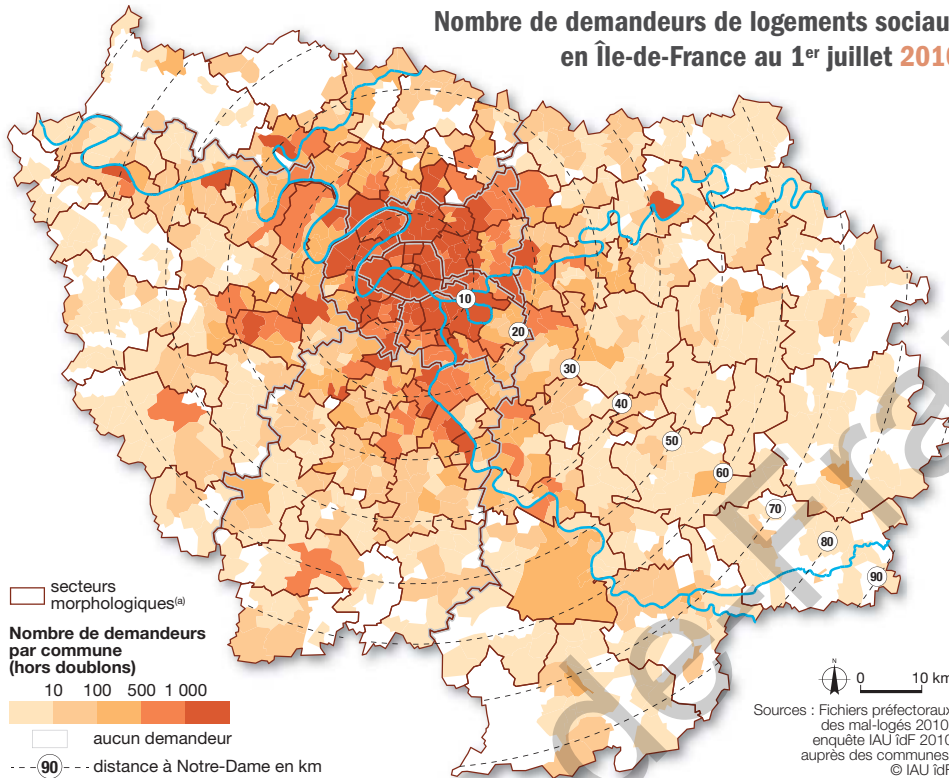 Nombre de demandeurs de logements sociau
en Île-de-France au 1er juillet 2010
10
20
30
40
50
60
70
80
90
secteurs
morphologiques(a)
Nombre de demandeurs
par commune
(hors doublons)
10 100 500 1 000
aucun demandeur
90 distance à Notre-Dame en km
N
0 10 km
Sources : Fichiers préfectoraux
des mal-logés 2010,
enquête IAU îdF 2010
auprès des communes
© IAU îdF
de Fra